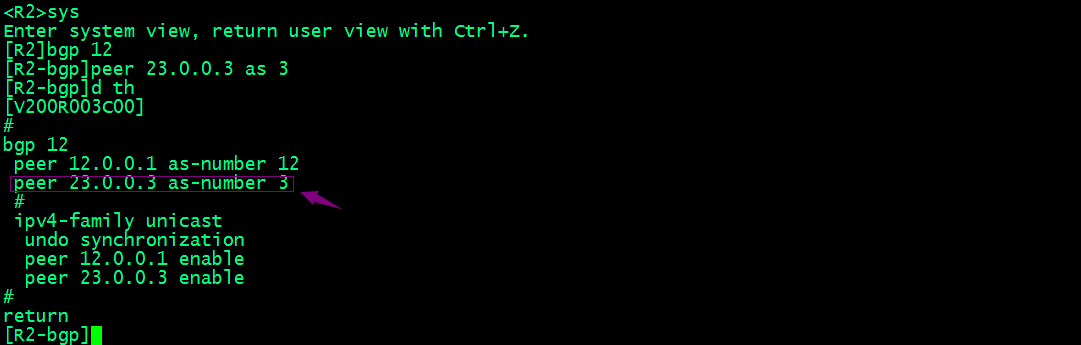 <R2>sys
Enter system view, return user view with Ctrl+Z.
[R2]bgp 12
[R2-bgp]peer 23.0.0.3 as 3
[R2-bgp]d th
[V200R003C00]
#
bgp 12
 peer 12.0.0.1 as-number 12
 peer 23.0.0.3 as-number 3
 #
 ipv4-family unicast
  undo synchronization
  peer 12.0.0.1 enable
  peer 23.0.0.3 enable
#
return
[R2-bgp]